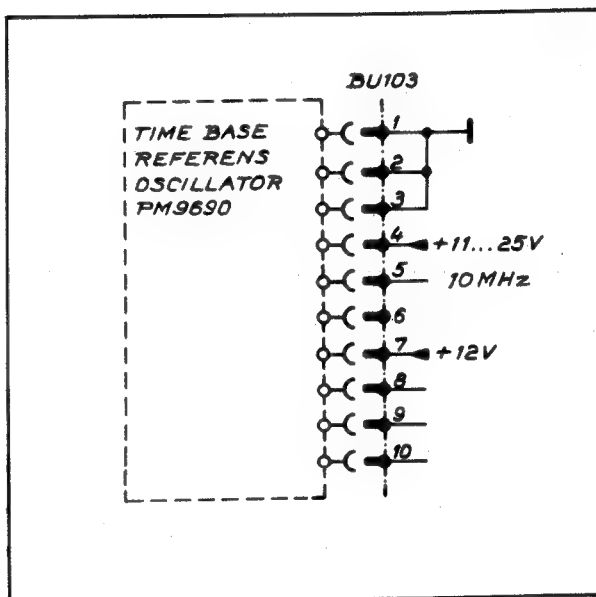 BU103
TIME BASE
REFERENS
OSCILLATOR
PM9690
1
2
3
4 +11...25V
5 10MHz
6
7 +12V
8
9
10